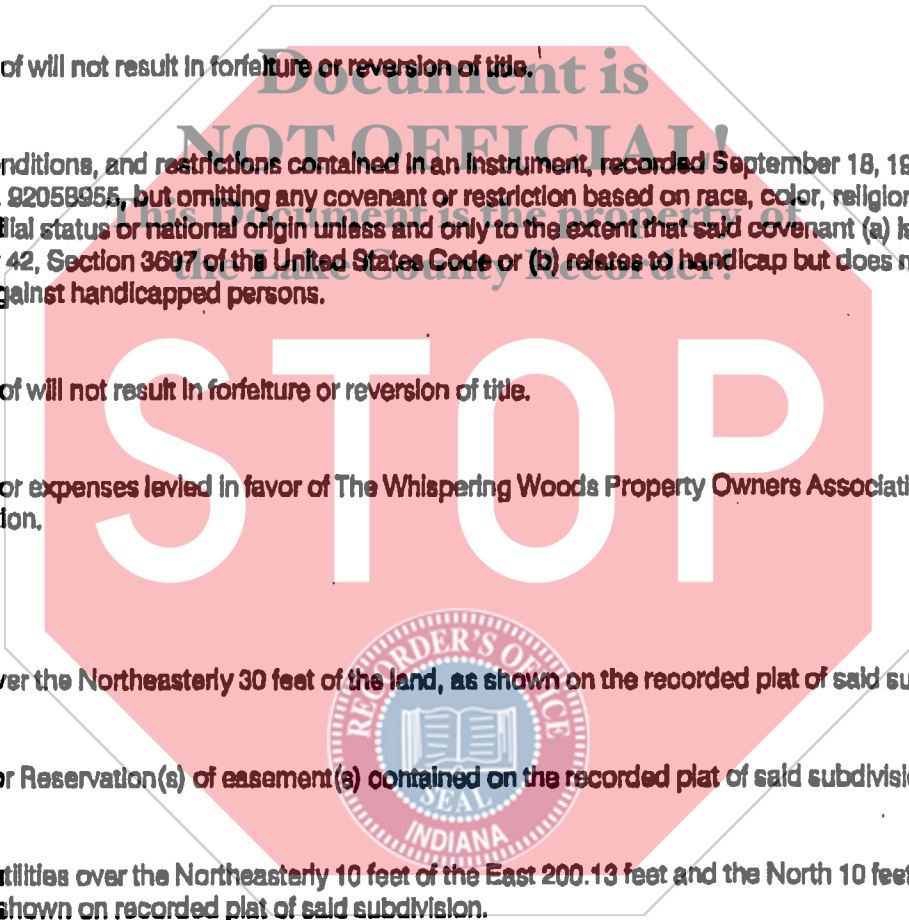 of will not result in forfeiture or reversion of title.
Document is
NOT OFFICIAL!
nditions, and restrictions contained in an instrument, recorded September 18, 19
92058955, but omitting any covenant or restriction based on race, color, religion
This Document is the property of
ial status or national origin unless and only to the extent that said covenant (a) is
42, Section 3607 of the United States Code or (b) relates to handicap but does n
the Lake County Recorder!
gainst handicapped persons.
STOP
of will not result in forfeiture or reversion of title.
or expenses levied in favor of The Whispering Woods Property Owners Associati
ion.
RECORDER'S OFFICE
ver the Northeasterly 30 feet of the land, as shown on the recorded plat of said su
or Reservation(s) of easement(s) contained on the recorded plat of said subdivisi
SEAL
INDIANA
tilities over the Northeasterly 10 feet of the East 200.13 feet and the North 10 feet
shown on recorded plat of said subdivision.